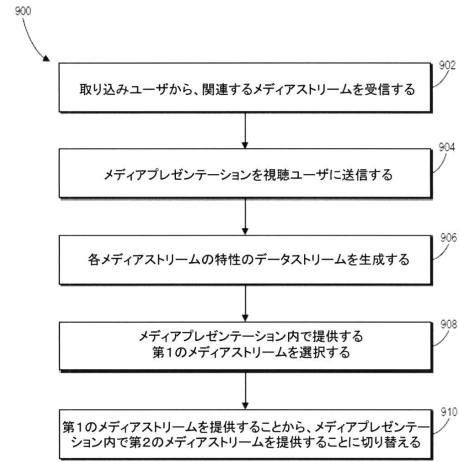 900
902
取り込みユーザから、関連するメディアストリームを受信する
904
メディアプレゼンテーションを視聴ユーザに送信する
906
各メディアストリームの特性のデータストリームを生成する
908
メディアプレゼンテーション内で提供する
第1のメディアストリームを選択する
910
第1のメディアストリームを提供することから、メディアプレゼンテ
ーション内で第2のメディアストリームを提供することに切り替える